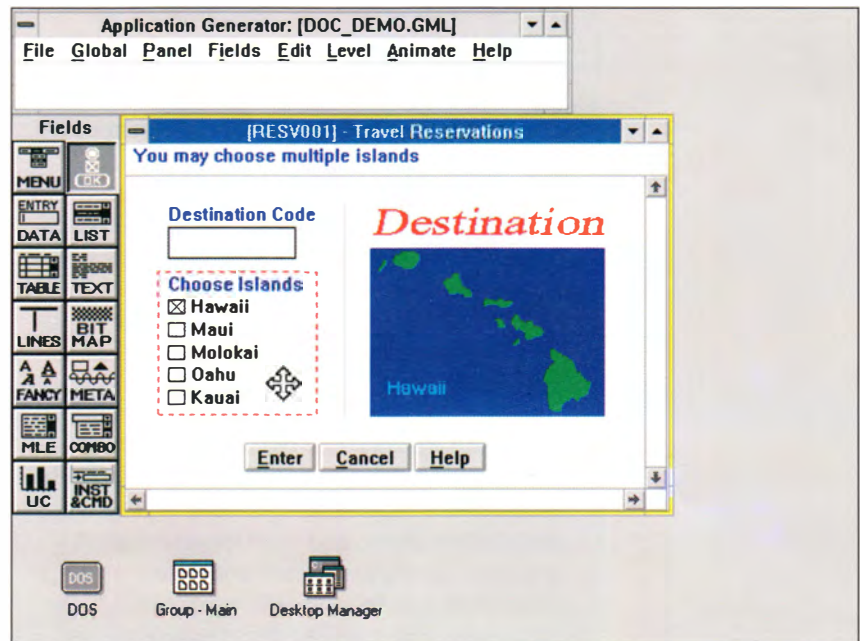 Application Generator: [DOC_DEMO.GML]
File Global Panel Fields Edit Level Animate Help
Fields
MENU
OK
ENTRY
DATA
LIST
TABLE
TEXT
LINES
BIT
MAP
A A
A A
FANCY
META
MLE
COMBO
UC
INST
&CMD
[RESV001] - Travel Reservations
You may choose multiple islands
Destination Code
Choose Islands
Hawaii
Maui
Molokai
Oahu
Kauai
Destination
Hawaii
Enter Cancel Help
DOS
DOS
Group - Main
Desktop Manager